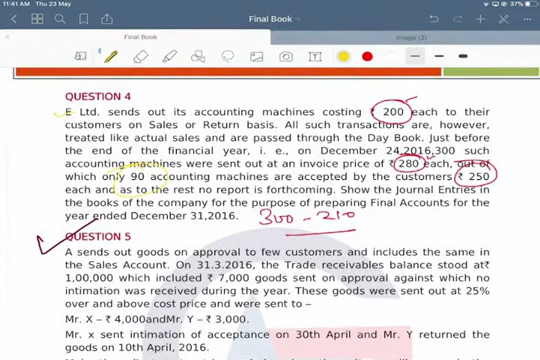 11:41 AM Thu 23 May
Final Book
Final Book
Image (2)
QUESTION 4
E Ltd. sends out its accounting machines costing ₹ 200 each to their
customers on Sales or Return basis. All such transactions are, however,
treated like actual sales and are passed through the Day Book. Just before
the end of the financial year, i. e., on December 24,2016,300 such
accounting machines were sent out at an invoice price of ₹ 280 each, out of
which only 90 accounting machines are accepted by the customers ₹ 250
each and as to the rest no report is forthcoming. Show the Journal Entries in
the books of the company for the purpose of preparing Final Accounts for the
year ended December 31,2016.
300 - 210
QUESTION 5
A sends out goods on approval to few customers and includes the same in
the Sales Account. On 31.3.2016, the Trade receivables balance stood at₹
1,00,000 which included ₹ 7,000 goods sent on approval against which no
intimation was received during the year. These goods were sent out at 25%
over and above cost price and were sent to –
Mr. X – ₹ 4,000andMr. Y – ₹ 3,000.
Mr. x sent intimation of acceptance on 30th April and Mr. Y returned the
goods on 10th April, 2016.